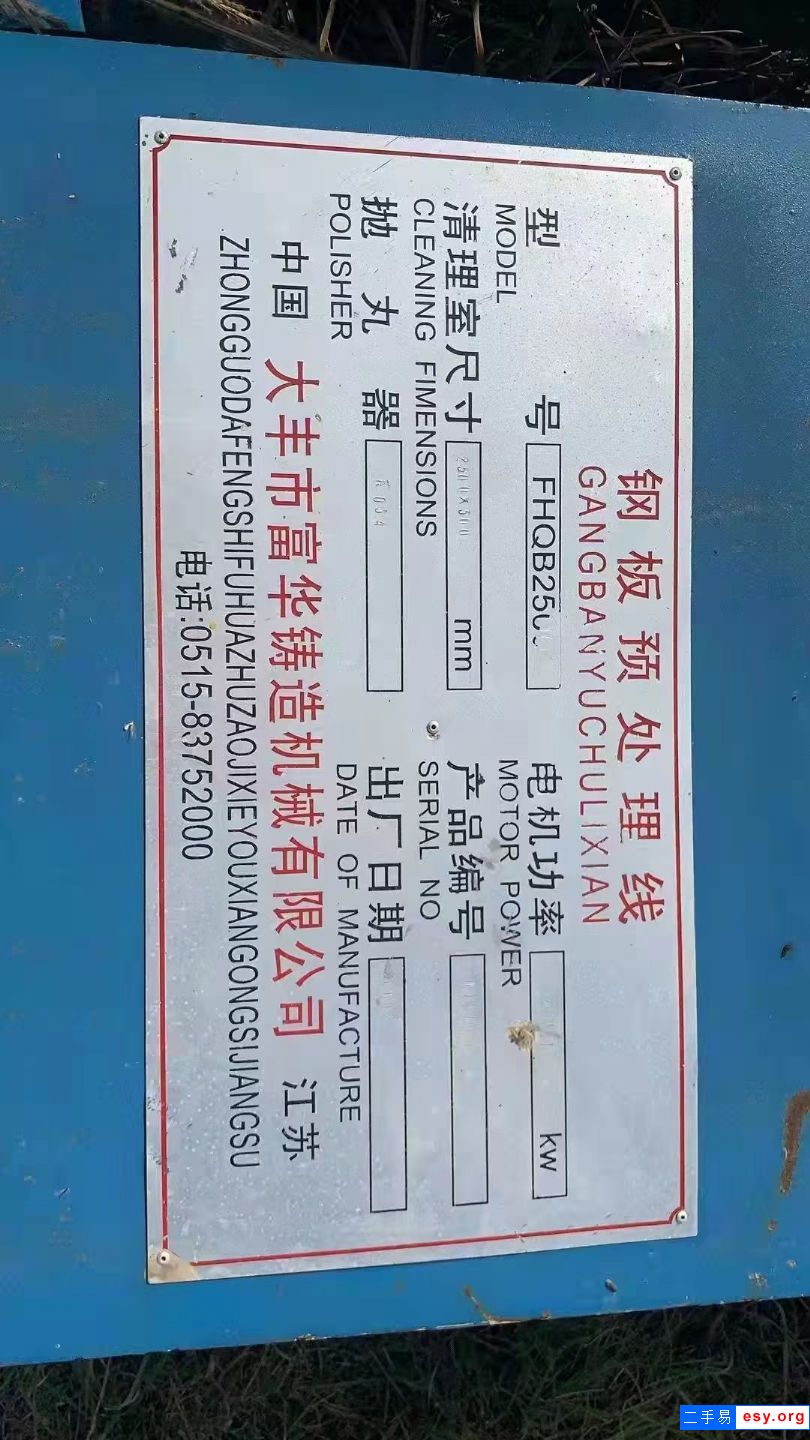 钢板预处理线
GANGBANYUCHULIXIAN
型 号 FHQB25 电机功率 kw
MODEL MOTOR POWER
清理室尺寸 mm 产品编号
CLEANING FIMENSIONS SERIAL NO
抛丸器 出厂日期
POLISHER DATE OF MANUFACTURE
中国 大丰市富华铸造机械有限公司 江苏
ZHONGGUODAFENGSHIFUHUAZHUZAOJIXIEYOUXIANGONGSIJIANGSU
电话:0515-83752000
二手易 esy.org